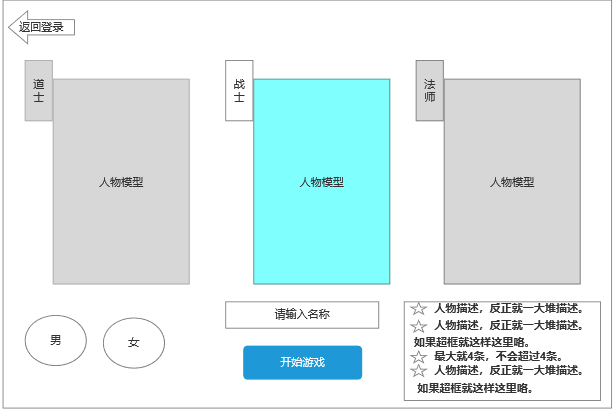 返回登录
道
士
战
士
法
师
人物模型
人物模型
人物模型
男
女
请输入名称
开始游戏
人物描述，反正就一大堆描述。
人物描述，反正就一大堆描述。
如果超框就这样这里略。
最大就4条，不会超过4条。
人物描述，反正就一大堆描述。
如果超框就这样这里略。